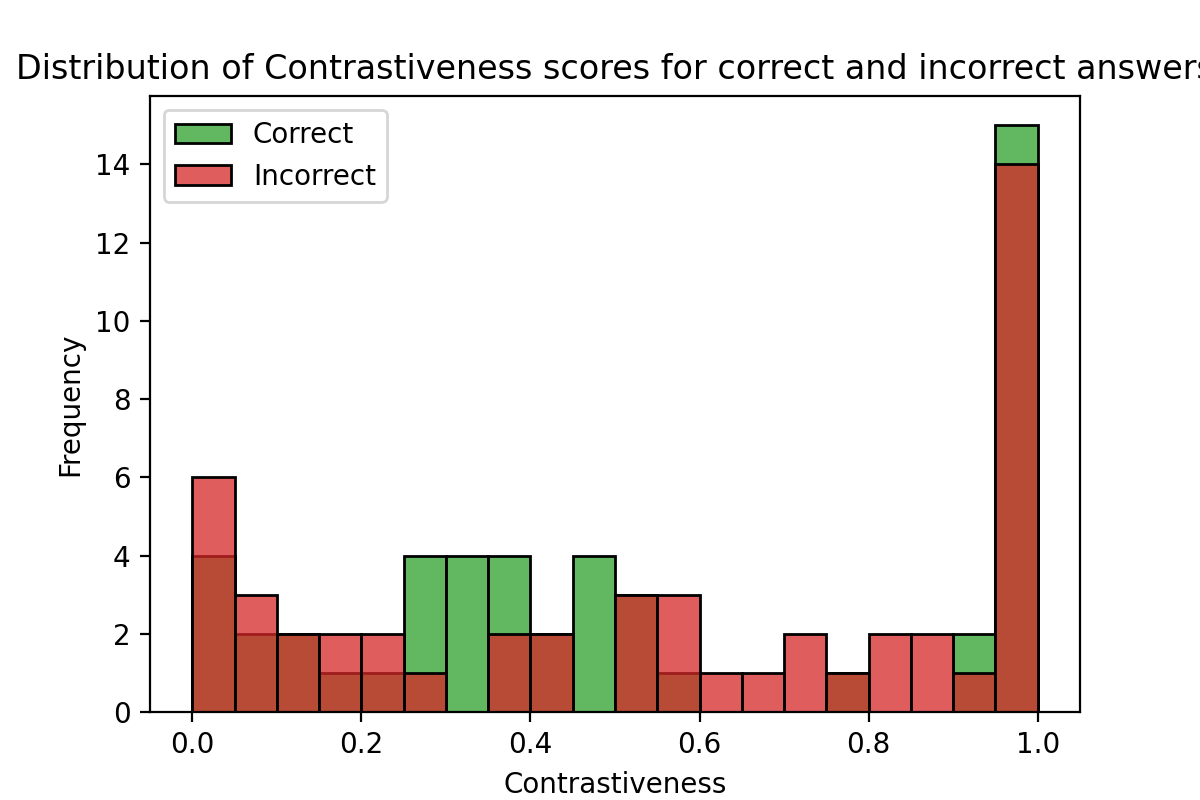 Distribution of Contrastiveness scores for correct and incorrect answers
Correct
Incorrect
14
12
10
8
6
4
2
0
Frequency
0.0 0.2 0.4 0.6 0.8 1.0
Contrastiveness